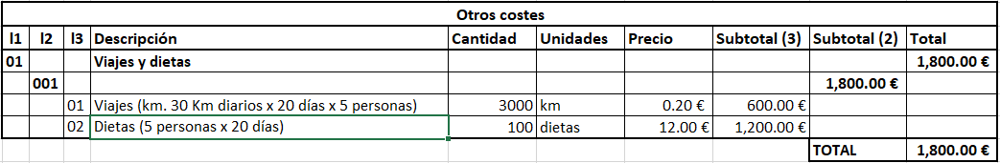 Otros costes
l1 l2 l3 Descripción Cantidad Unidades Precio Subtotal (3) Subtotal (2) Total
01 Viajes y dietas 1,800.00 €
001 1,800.00 €
01 Viajes (km. 30 Km diarios x 20 días x 5 personas) 3000 km 0.20 € 600.00 €
02 Dietas (5 personas x 20 días) 100 dietas 12.00 € 1,200.00 €
TOTAL 1,800.00 €